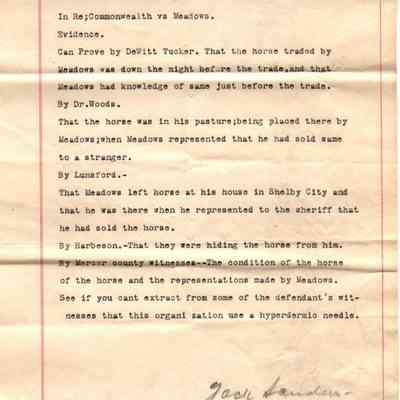 In Re;Commonwealth vs Meadows.
Evidence.
Can Prove by DeWitt Tucker. That the horse traded by
Meadows was down the night before the trade,and that
Meadows had knowledge of same just before the trade.
By Dr.Woods.
That the horse was in his pasture;being placed there by
Meadows;when Meadows represented that he had sold same
to a stranger.
By Lunsford.-
That Meadows left horse at his house in Shelby City and
that he was there when he represented to the sheriff that
he had sold the horse.
By Harbeson.-That they were hiding the horse from him.
By Mercer county witnesses--The condition of the horse
of the horse and the representations made by Meadows.
See if you cant extract from some of the defendant's wit-
nesses that this organi zation use a hyperdermic needle.
Jack Sanders-